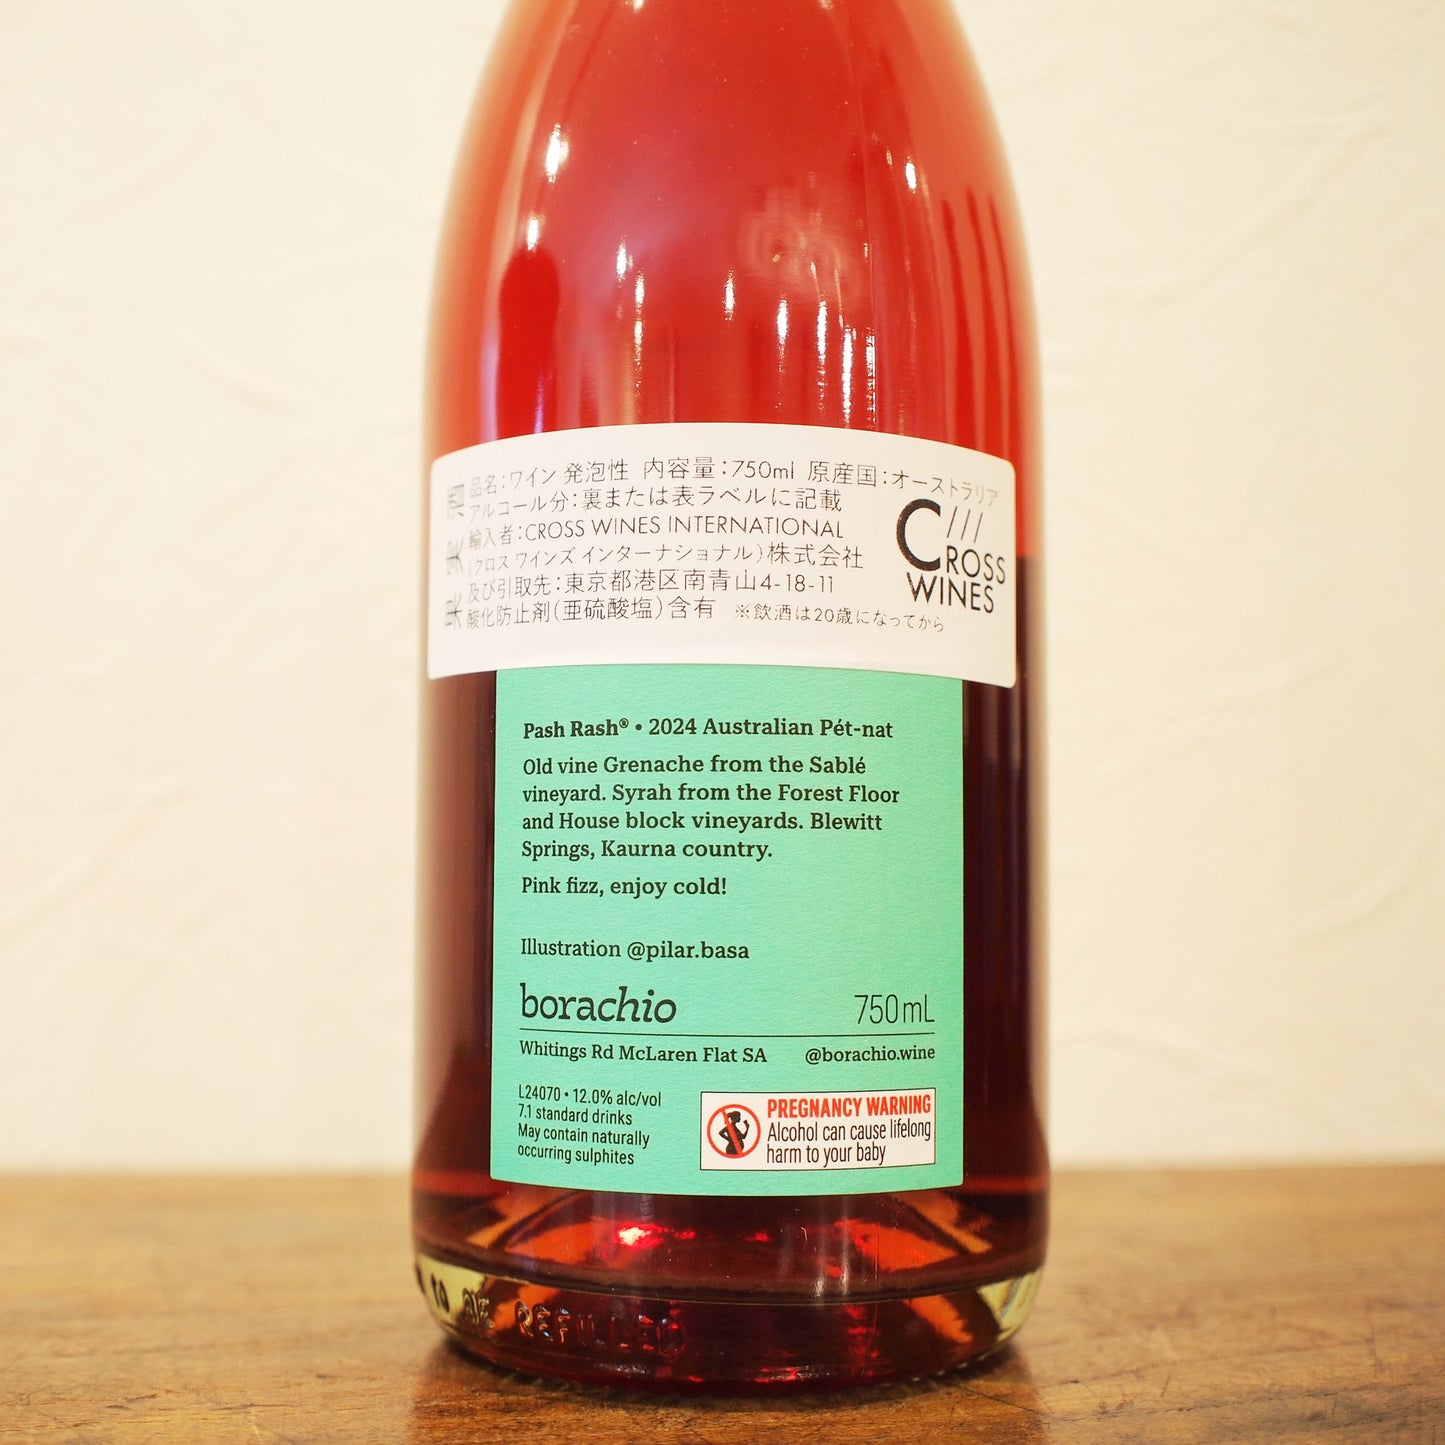 品名:ワイン 発泡性 内容量:750ml 原産国:オーストラリア
アルコール分:裏または表ラベルに記載
輸入者:CROSS WINES INTERNATIONAL
(クロス ワインズ インターナショナル)株式会社
及び引取先:東京都港区南青山4-18-11
酸化防止剤(亜硫酸塩)含有 ※飲酒は20歳になってから
C///
CROSS
WINES
Pash Rash® • 2024 Australian Pét-nat
Old vine Grenache from the Sablé
vineyard. Syrah from the Forest Floor
and House block vineyards. Blewitt
Springs, Kaurna country.
Pink fizz, enjoy cold!
Illustration @pilar.basa
borachio 750mL
Whitings Rd McLaren Flat SA @borachio.wine
L24070 • 12.0% alc/vol
7.1 standard drinks
May contain naturally
occurring sulphites
PREGNANCY WARNING
Alcohol can cause lifelong
harm to your baby
TO BE REFILLED